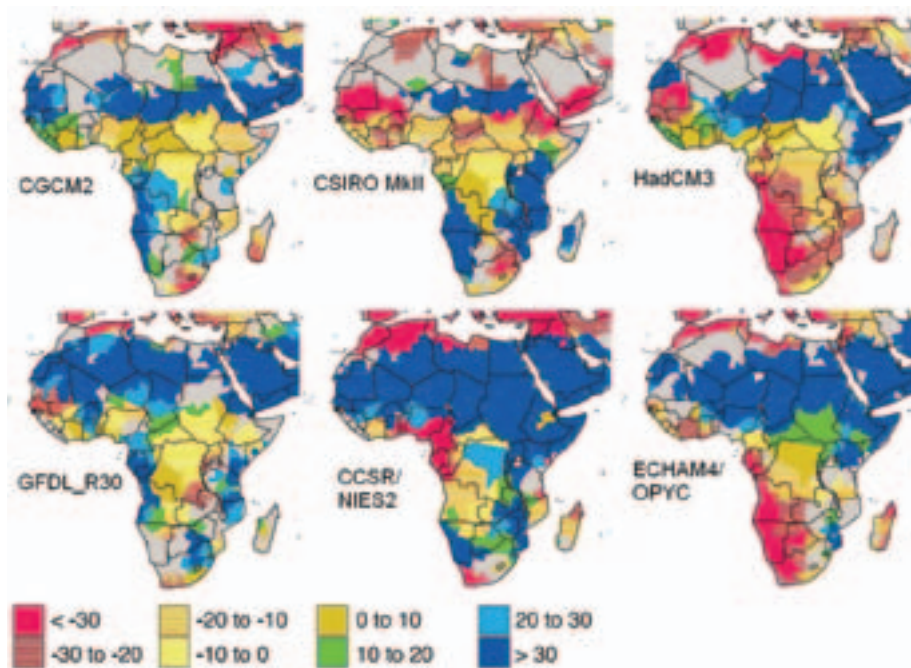 CGCM2
CSIRO MkII
HadCM3
GFDL_R30
CCSR/
NIES2
ECHAM4/
OPYC
< -30
-20 to -10
0 to 10
20 to 30
-30 to -20
-10 to 0
10 to 20
> 30